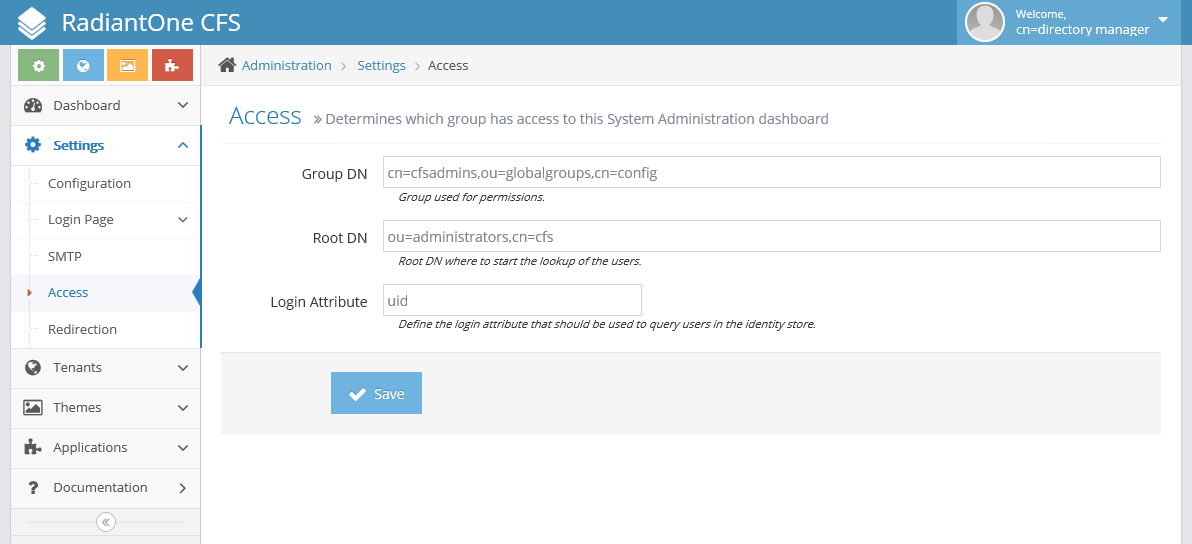 RadiantOne CFS
Welcome,
cn=directory manager
Administration > Settings > Access
Dashboard
Settings
Configuration
Login Page
SMTP
Access
Redirection
Tenants
Themes
Applications
? Documentation
Access » Determines which group has access to this System Administration dashboard
Group DN cn=cfsadmins,ou=globalgroups,cn=config
Group used for permissions.
Root DN ou=administrators,cn=cfs
Root DN where to start the lookup of the users.
Login Attribute uid
Define the login attribute that should be used to query users in the identity store.
Save